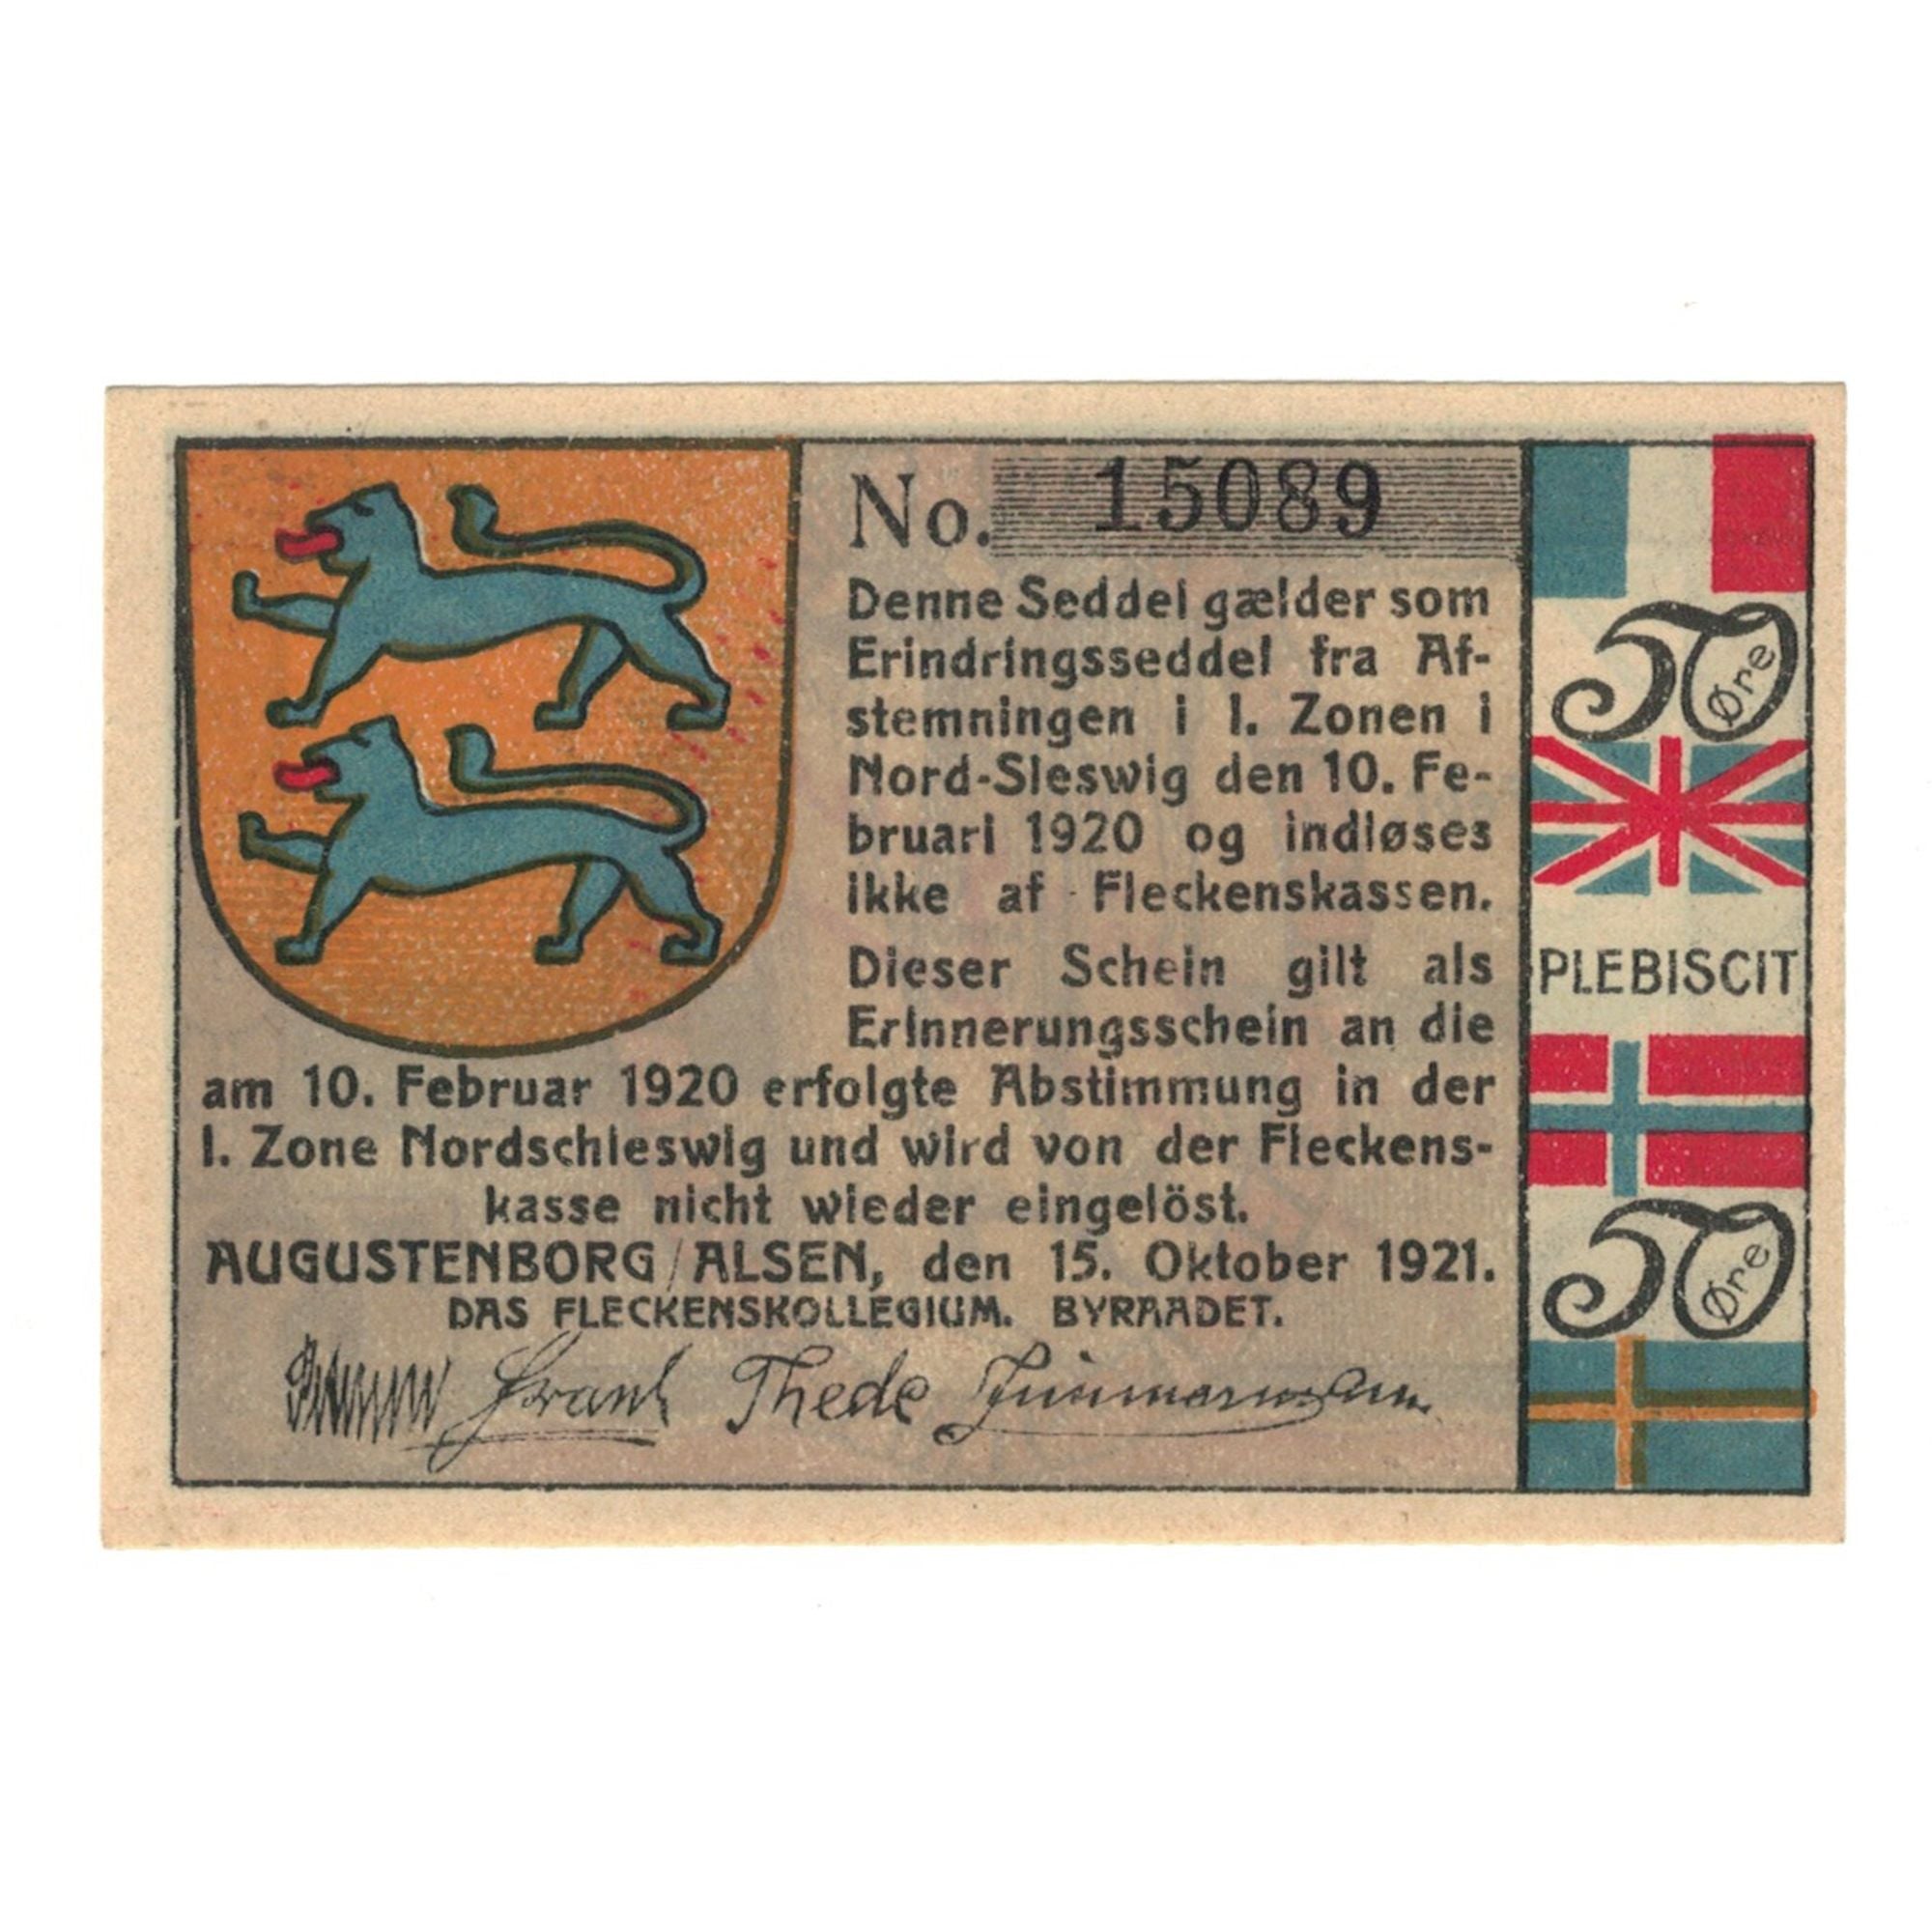 No. 15089
Denne Seddel gælder som
Erindringsseddel fra Af-
stemningen i I. Zonen i
Nord-Sleswig den 10. Fe-
bruari 1920 og indløses
ikke af Fleckenskassen.
Dieser Schein gilt als
Erinnerungsschein an die
am 10. Februar 1920 erfolgte Abstimmung in der
I. Zone Nordschleswig und wird von der Fleckens-
kasse nicht wieder eingelöst.
AUGUSTENBORG/ALSEN, den 15. Oktober 1921.
DAS FLECKENSKOLLEGIUM. BYRAADET.
Frank Thede Zimmermann
50 Øre
PLEBISCIT
50 Øre